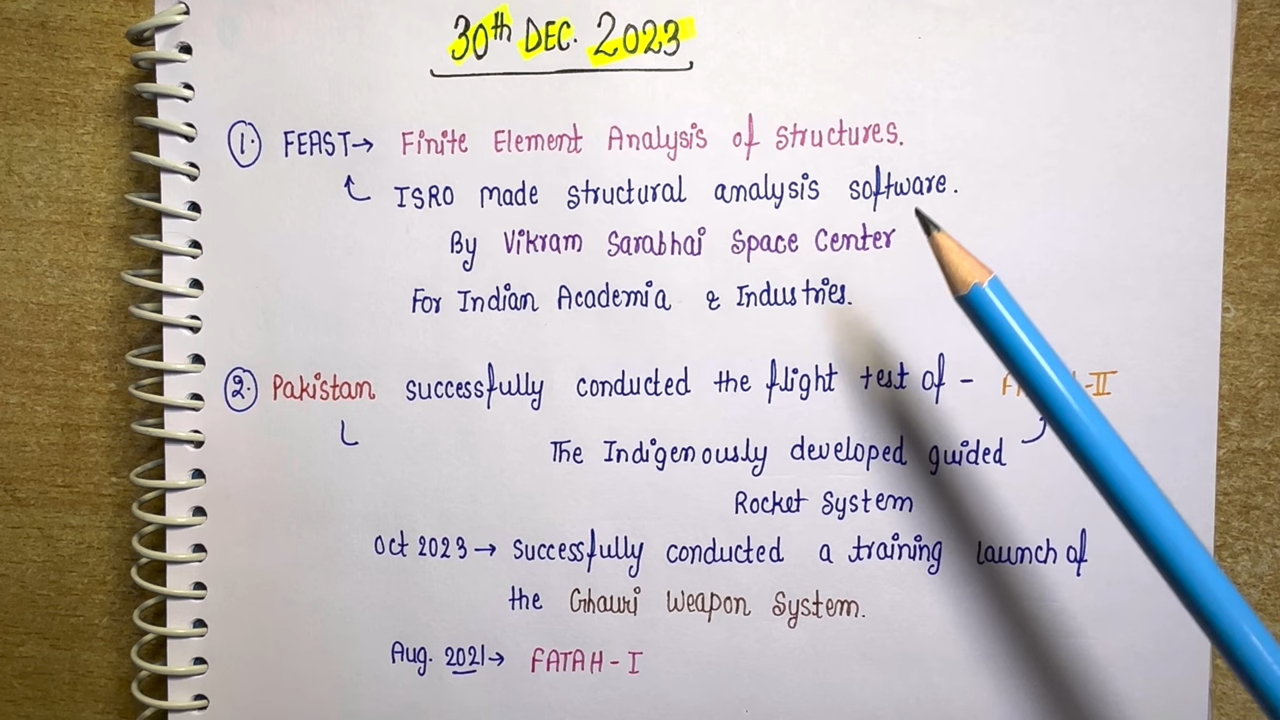 30th DEC. 2023
1. FEAST→ Finite Element Analysis of Structures.
ISRO made structural analysis software.
By Vikram Sarabhai Space Center
For Indian Academia & Industries.
2. Pakistan successfully conducted the flight test of - -II
The Indigenously developed guided
Rocket System
Oct 2023→ successfully conducted a training launch of
the Ghauri Weapon System.
Aug. 2021→ FATAH-I